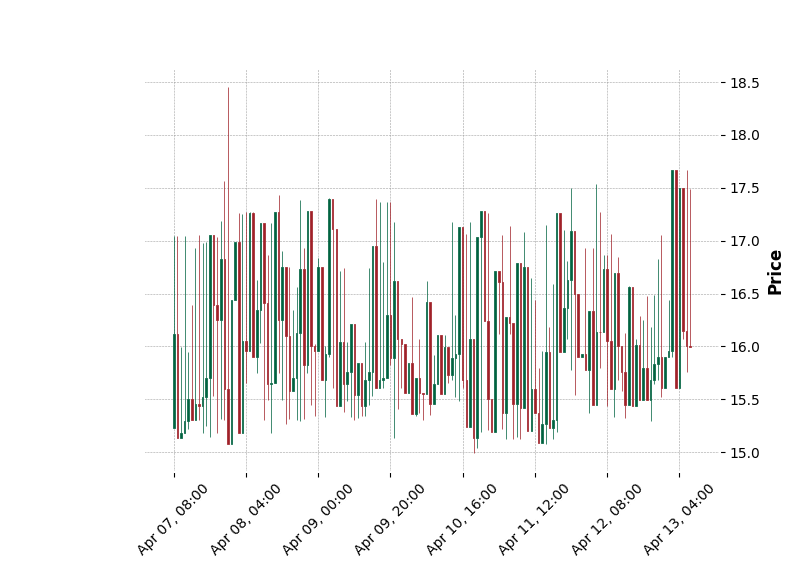 18.5
18.0
17.5
17.0
16.5
16.0
15.5
15.0
Price
Apr 07, 08:00
Apr 08, 04:00
Apr 09, 00:00
Apr 09, 20:00
Apr 10, 16:00
Apr 11, 12:00
Apr 12, 08:00
Apr 13, 04:00